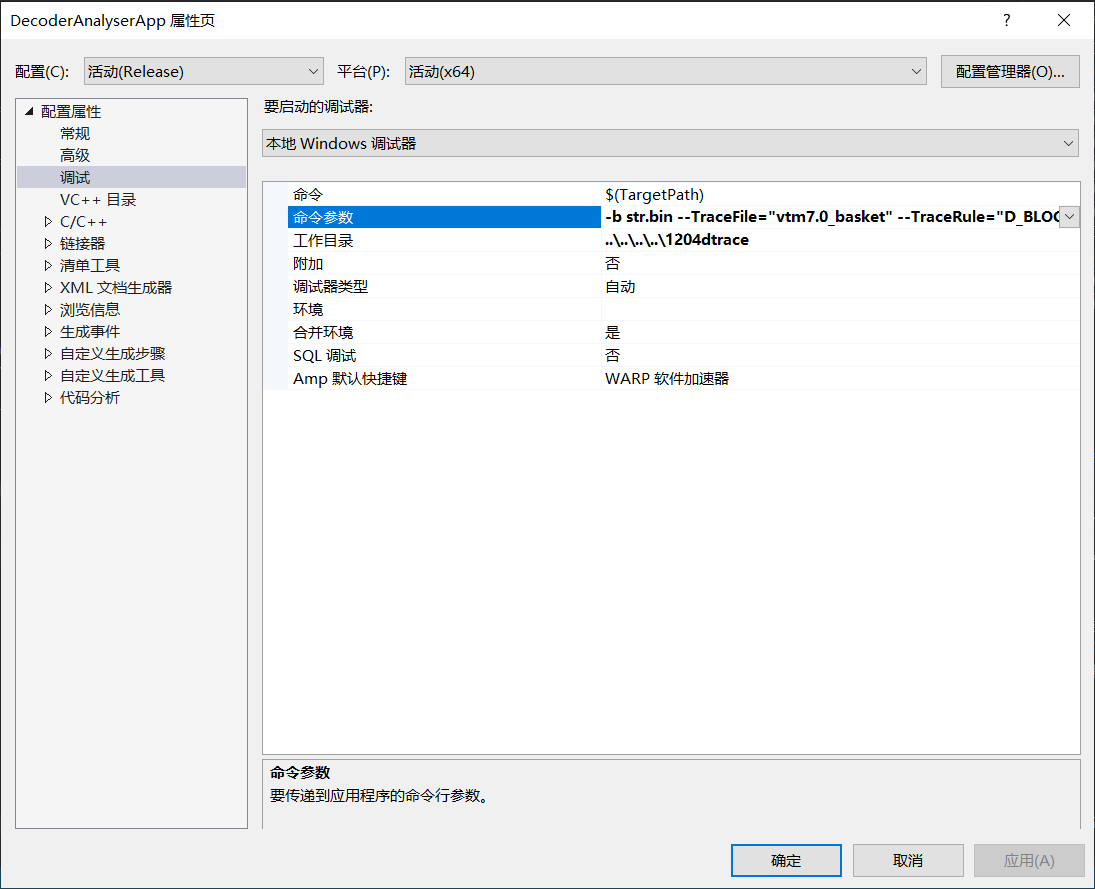 DecoderAnalyserApp 属性页
配置(C):
活动(Release)
平台(P):
活动(x64)
配置管理器(O)...
配置属性
常规
高级
调试
VC++ 目录
C/C++
链接器
清单工具
XML 文档生成器
浏览信息
生成事件
自定义生成步骤
自定义生成工具
代码分析
要启动的调试器:
本地 Windows 调试器
命令 $(TargetPath)
命令参数 -b str.bin --TraceFile="vtm7.0_basket" --TraceRule="D_BLOC
工作目录 ..\..\..\..\1204dtrace
附加 否
调试器类型 自动
环境
合并环境 是
SQL 调试 否
Amp 默认快捷键 WARP 软件加速器
命令参数
要传递到应用程序的命令行参数。
确定
取消
应用(A)